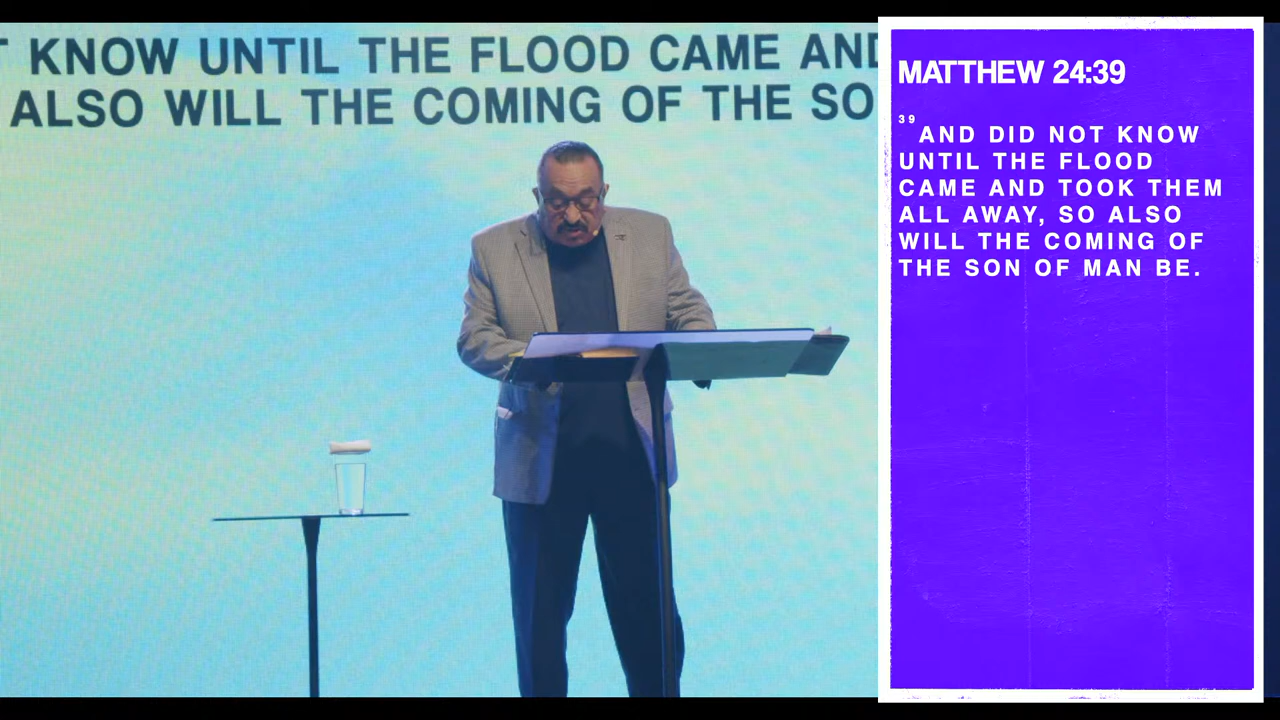 T KNOW UNTIL THE FLOOD CAME AND
ALSO WILL THE COMING OF THE SO
MATTHEW 24:39
39 AND DID NOT KNOW
UNTIL THE FLOOD
CAME AND TOOK THEM
ALL AWAY, SO ALSO
WILL THE COMING OF
THE SON OF MAN BE.